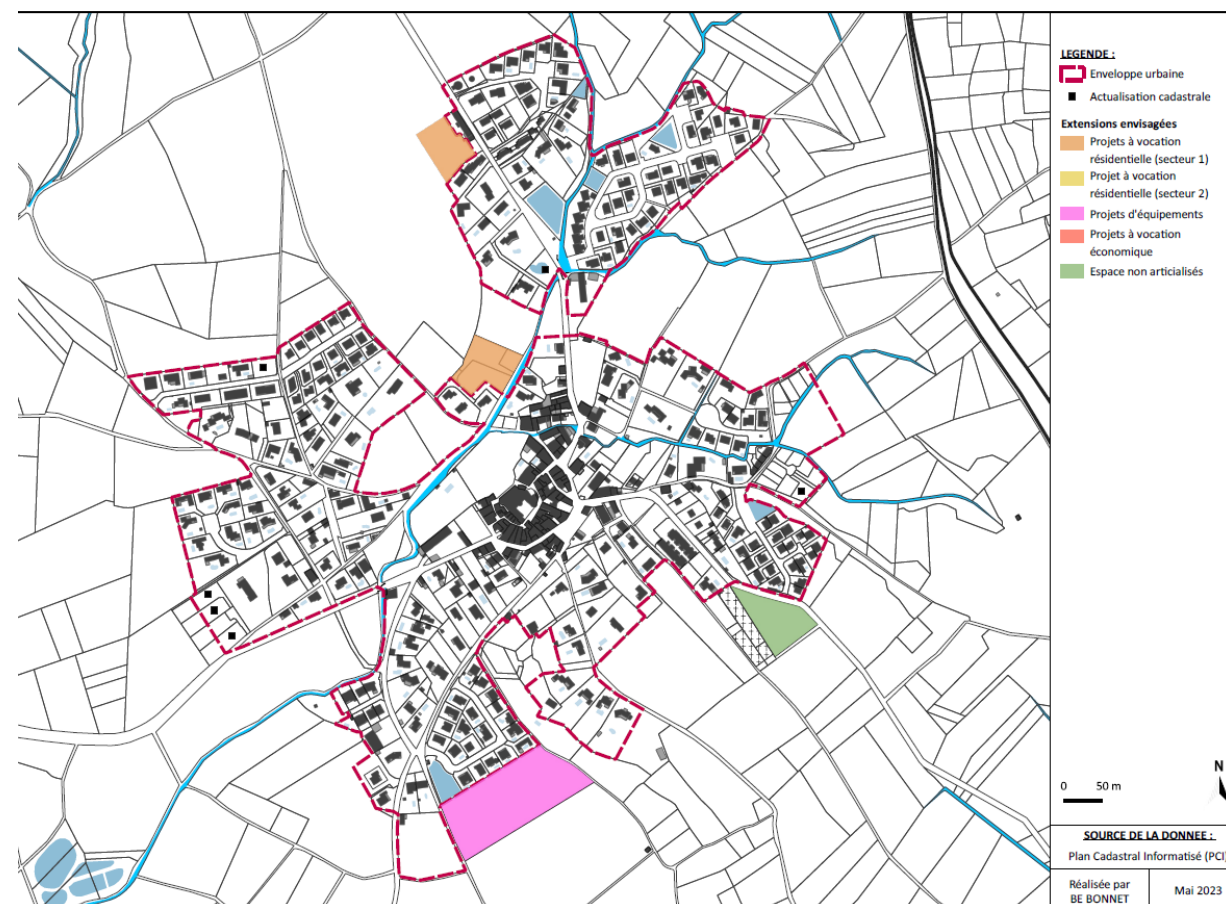 LEGENDE :
Enveloppe urbaine
Actualisation cadastrale
Extensions envisagées
Projets à vocation
résidentielle (secteur 1)
Projet à vocation
résidentielle (secteur 2)
Projets d'équipements
Projets à vocation
économique
Espace non articialisés
N
0 50 m
SOURCE DE LA DONNEE :
Plan Cadastral Informatisé (PCI)
Réalisée par
BE BONNET
Mai 2023